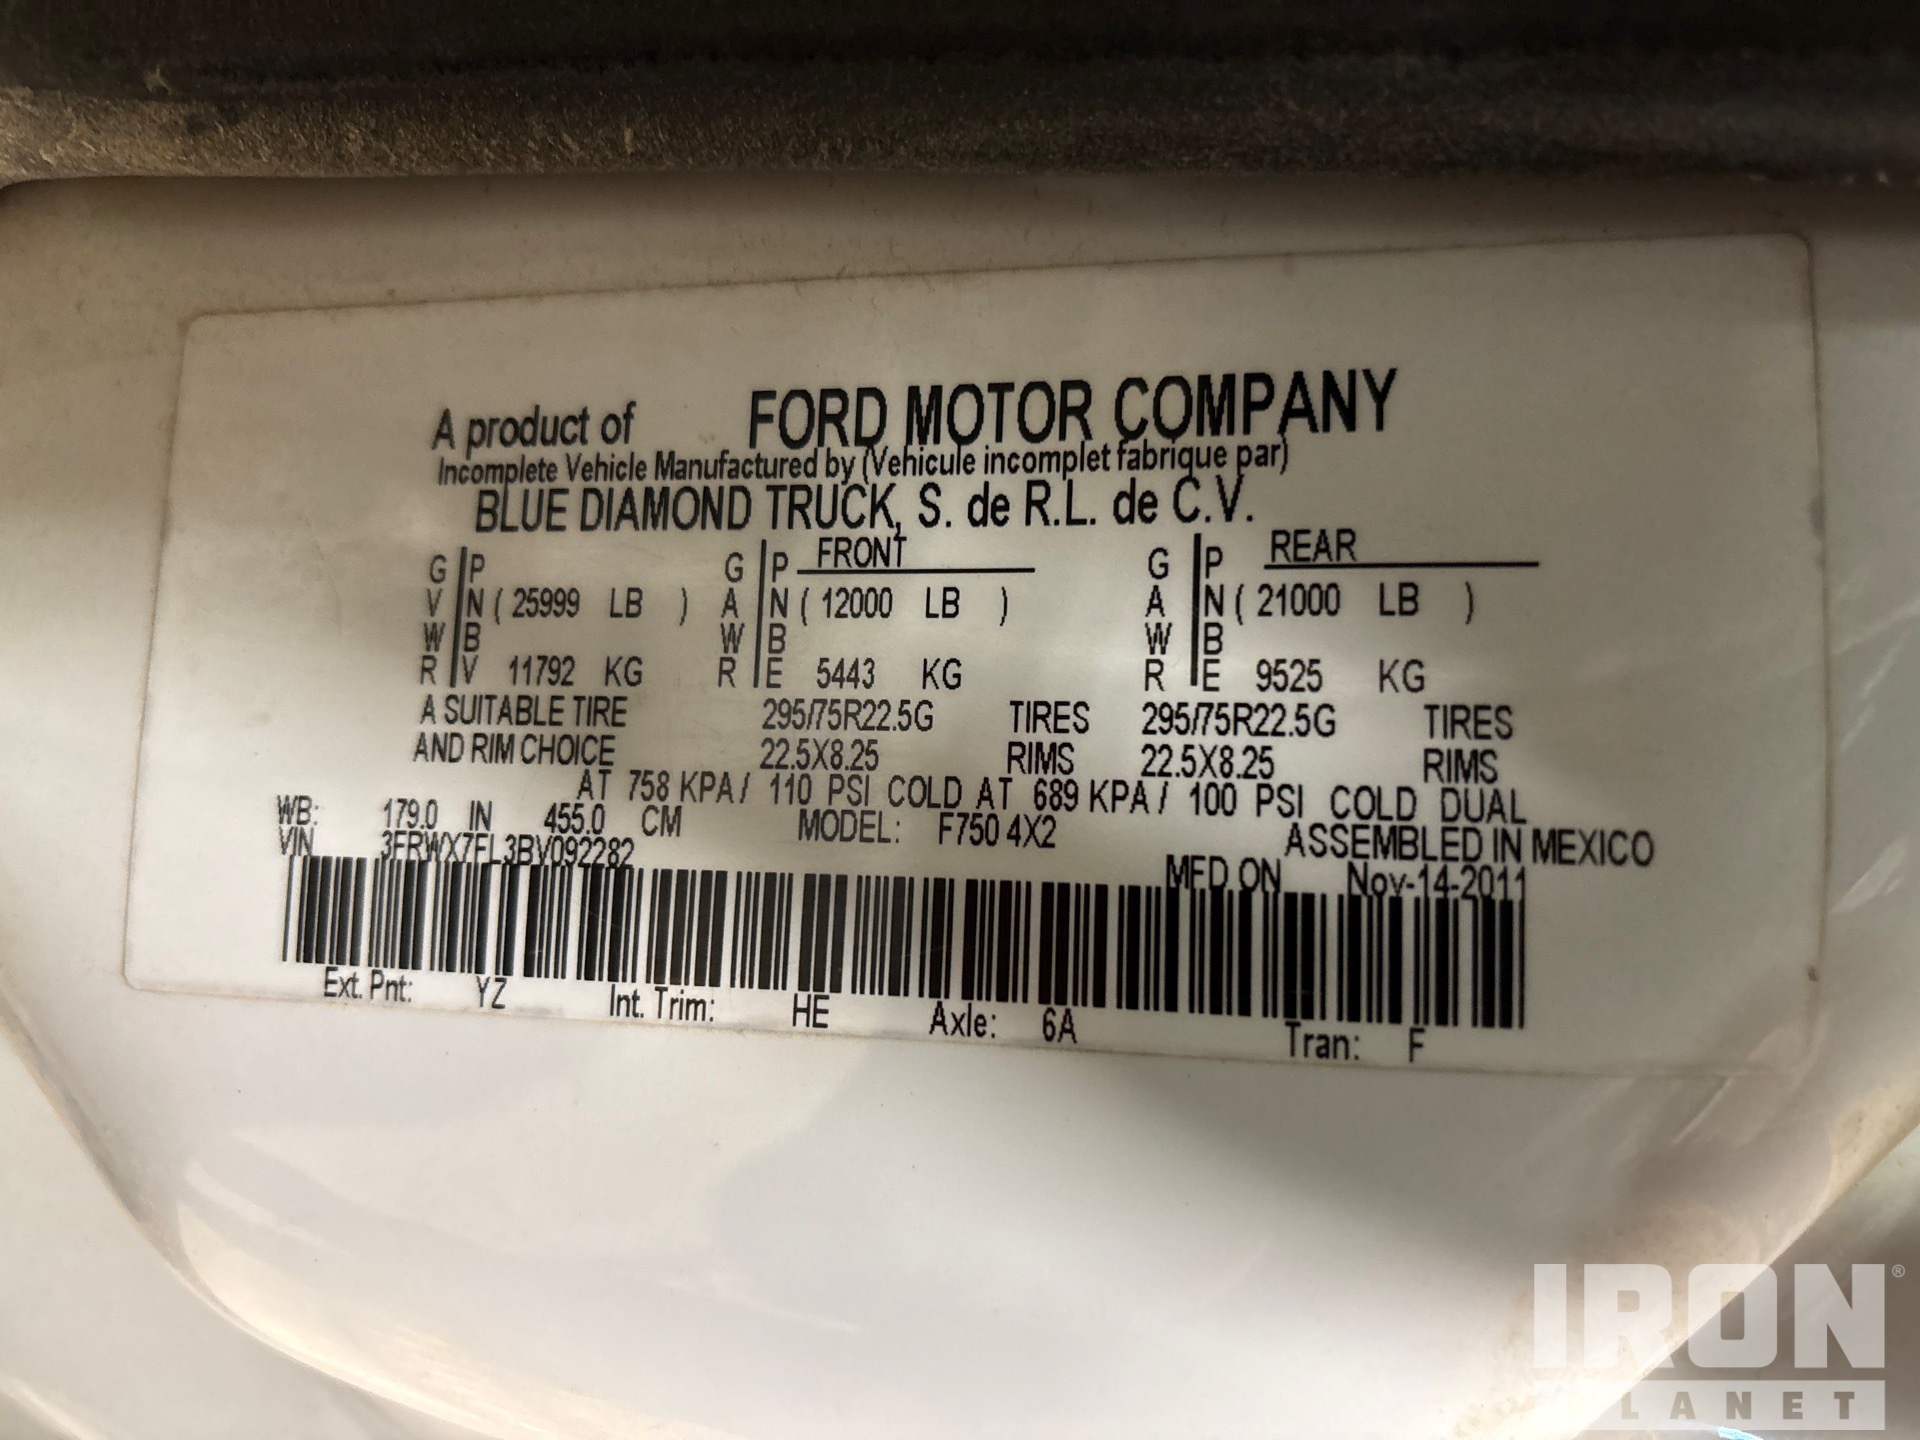 A product of FORD MOTOR COMPANY
Incomplete Vehicle Manufactured by (Vehicule incomplet fabrique par)
BLUE DIAMOND TRUCK, S. de R.L. de C.V.
G P G P FRONT G P REAR
V N ( 25999 LB ) A N ( 12000 LB ) A N ( 21000 LB )
W B W B W B
R V 11792 KG R E 5443 KG R E 9525 KG
A SUITABLE TIRE 295/75R22.5G TIRES 295/75R22.5G TIRES
AND RIM CHOICE 22.5X8.25 RIMS 22.5X8.25 RIMS
AT 758 KPA/ 110 PSI COLD AT 689 KPA/ 100 PSI COLD DUAL
WB: 179.0 IN 455.0 CM MODEL: F750 4X2 ASSEMBLED IN MEXICO
VIN 3FRWX7FL3BV092282 MFD ON Nov-14-2011
Ext. Pnt: YZ Int. Trim: HE Axle: 6A Tran: F
IRON®
LANET